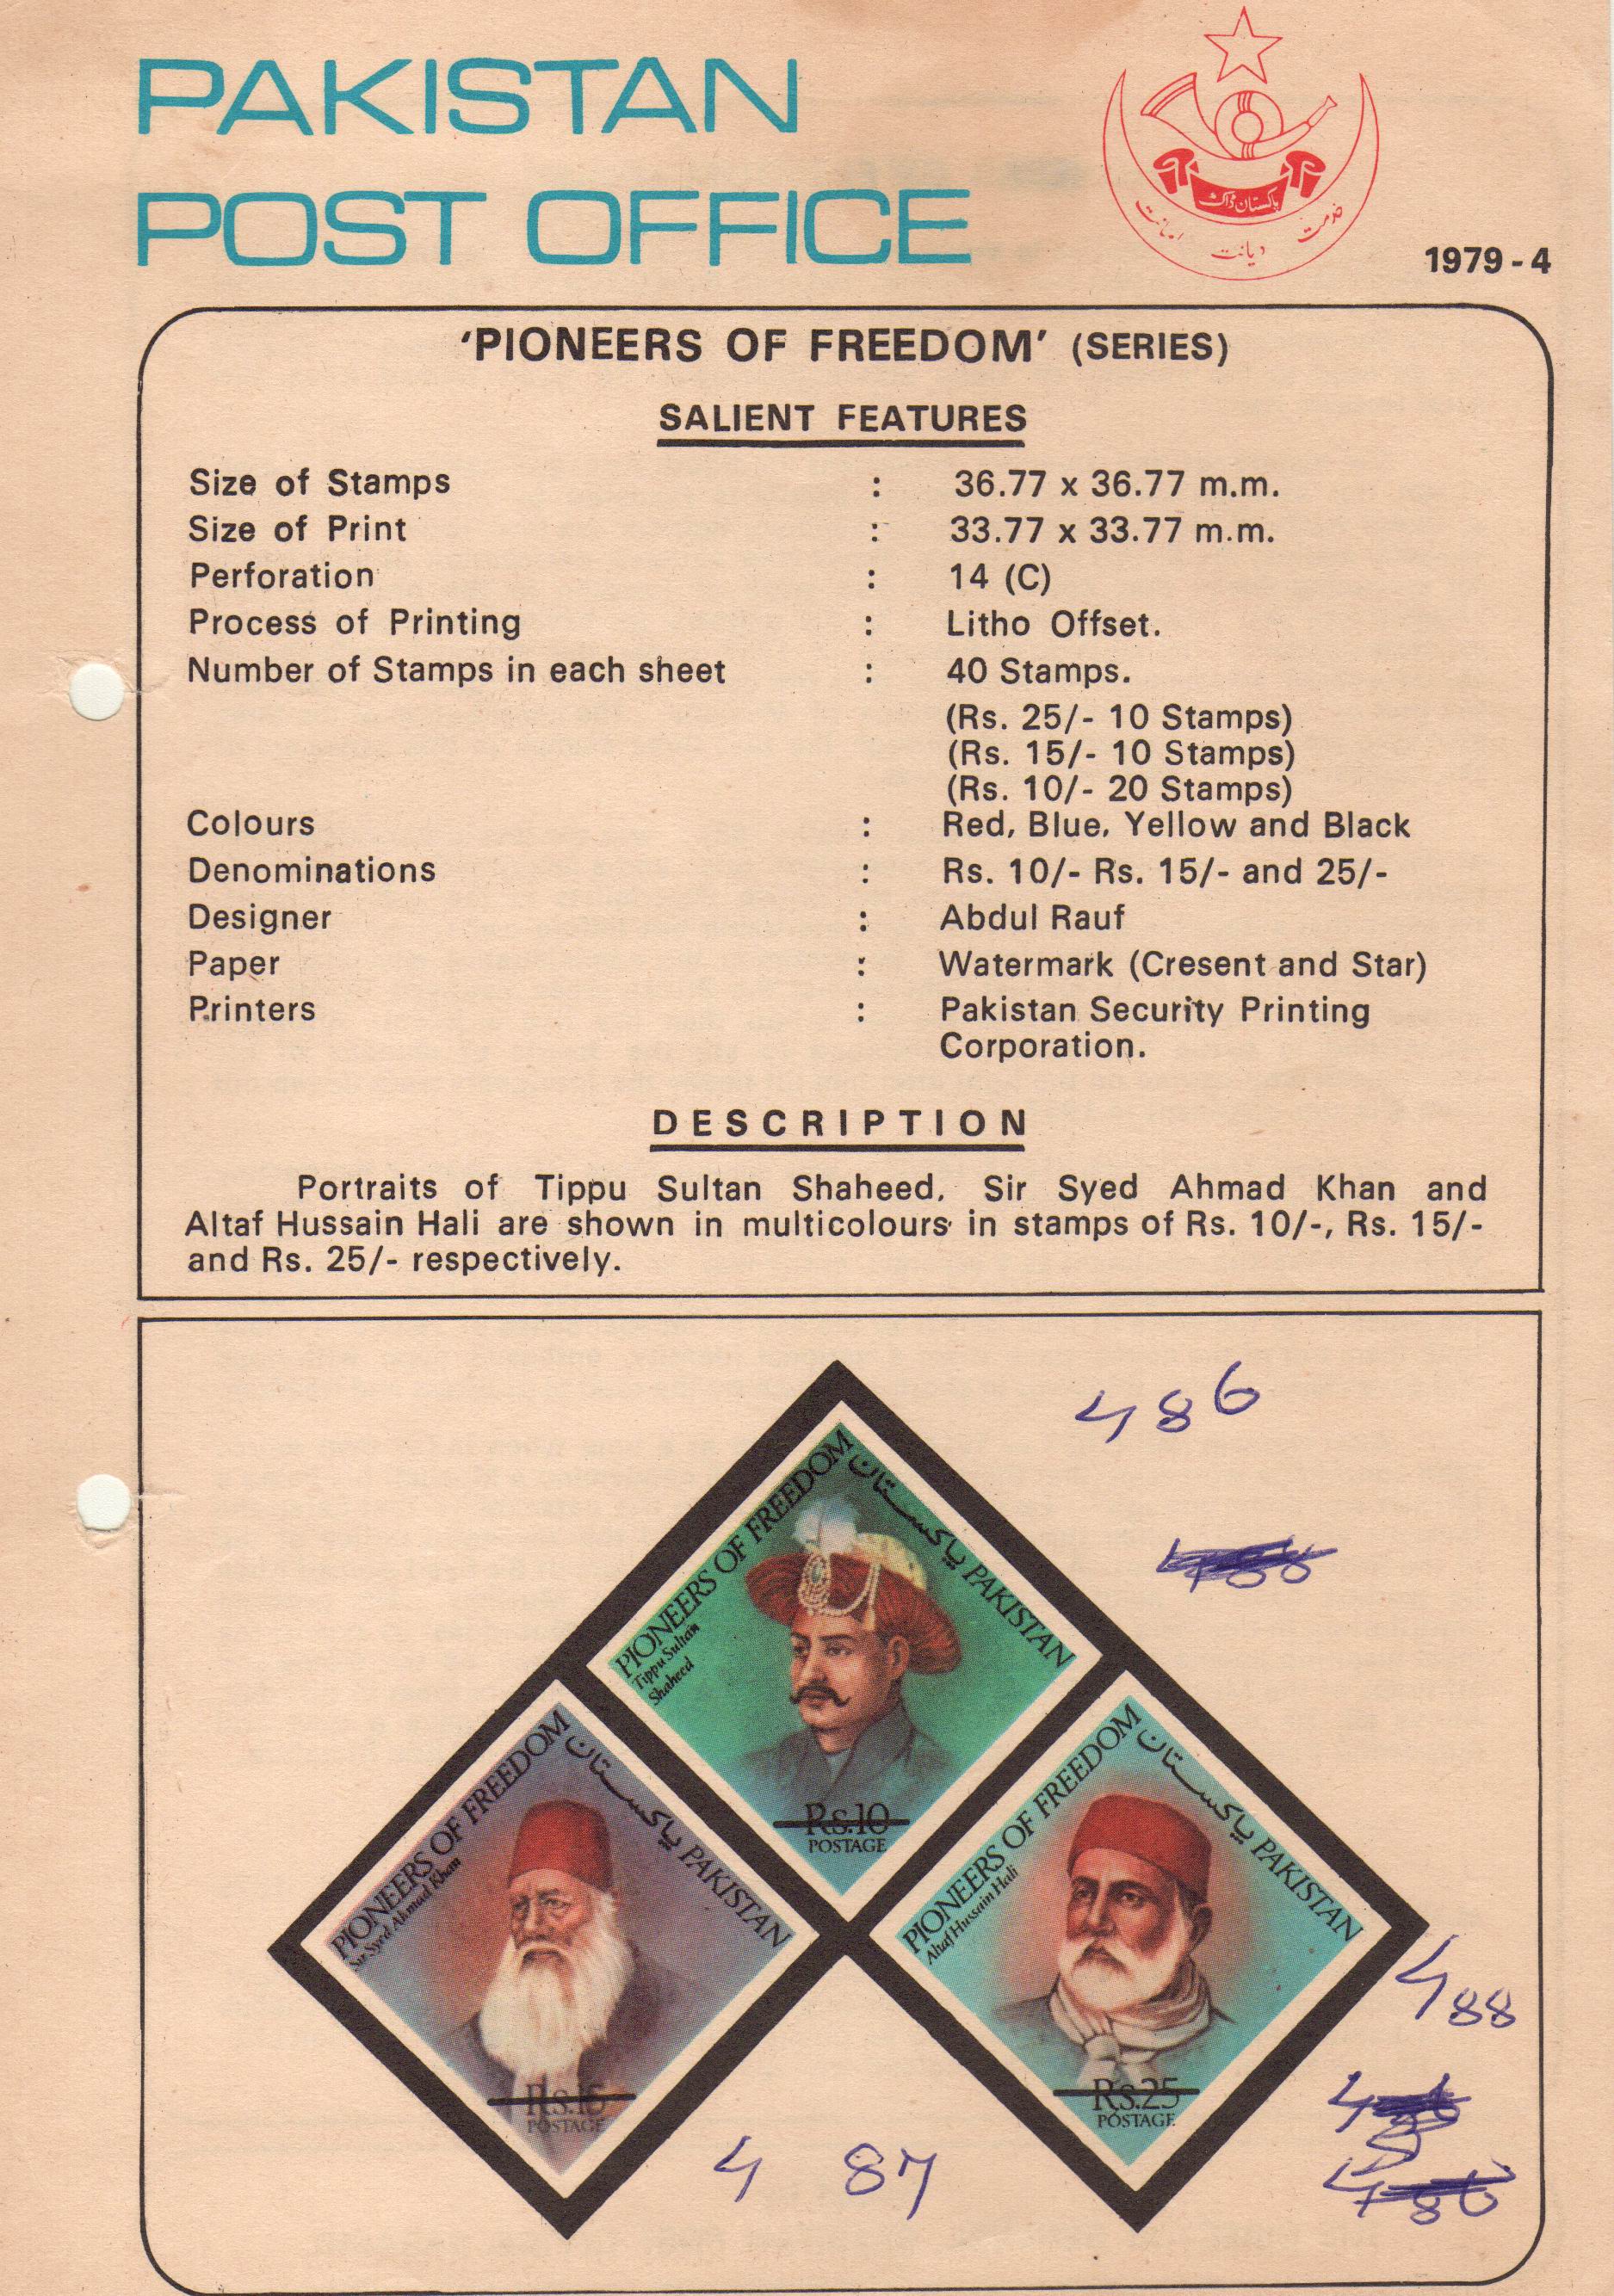 PAKISTAN
POST OFFICE
پاکستان ڈاک
خدمت دیانت امانت
1979 - 4
‘PIONEERS OF FREEDOM’ (SERIES)
SALIENT FEATURES
Size of Stamps : 36.77 x 36.77 m.m.
Size of Print : 33.77 x 33.77 m.m.
Perforation : 14 (C)
Process of Printing : Litho Offset.
Number of Stamps in each sheet : 40 Stamps.
(Rs. 25/- 10 Stamps)
(Rs. 15/- 10 Stamps)
(Rs. 10/- 20 Stamps)
Colours : Red, Blue, Yellow and Black
Denominations : Rs. 10/- Rs. 15/- and 25/-
Designer : Abdul Rauf
Paper : Watermark (Cresent and Star)
Printers : Pakistan Security Printing
Corporation.
DESCRIPTION
Portraits of Tippu Sultan Shaheed, Sir Syed Ahmad Khan and
Altaf Hussain Hali are shown in multicolours in stamps of Rs. 10/-, Rs. 15/-
and Rs. 25/- respectively.
486
PIONEERS OF FREEDOM
Tippu Sultan
Shaheed
پاکستان PAKISTAN
Rs.10
POSTAGE
PIONEERS OF FREEDOM
Sir Syed Ahmad Khan
پاکستان PAKISTAN
Rs.15
POSTAGE
PIONEERS OF FREEDOM
Altaf Hussain Hali
پاکستان PAKISTAN
Rs.25
POSTAGE
488
4 87